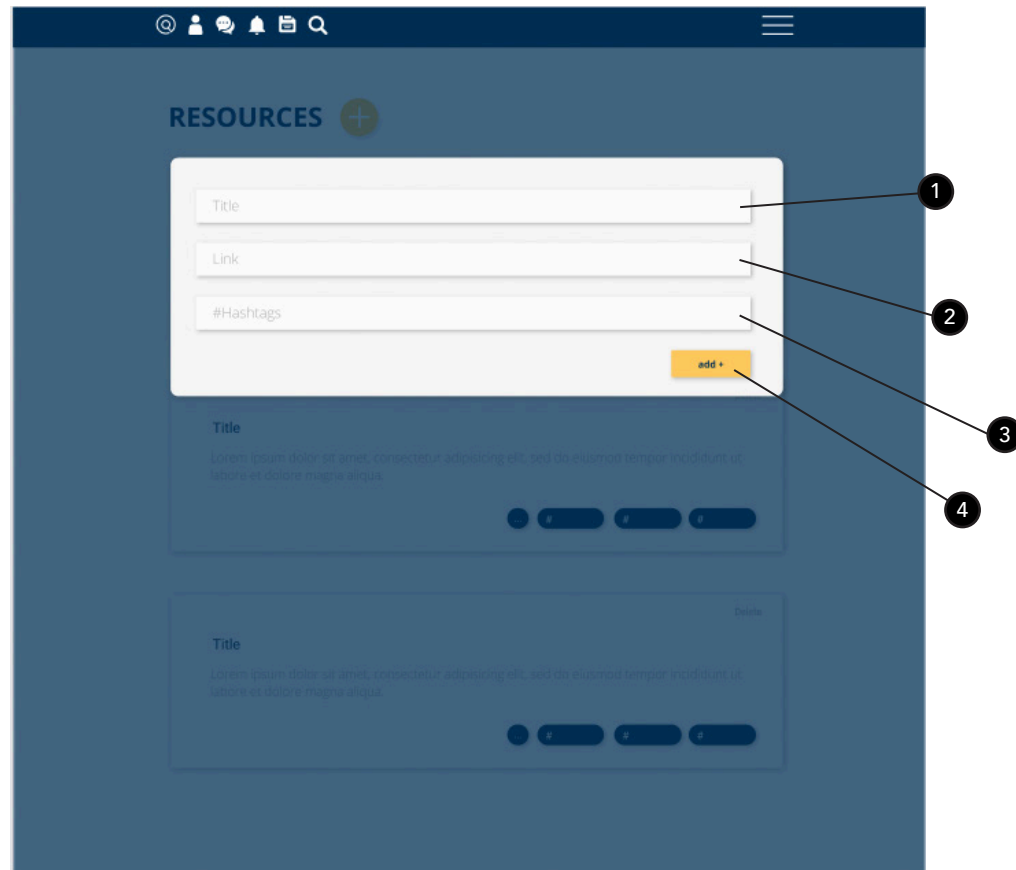 RESOURCES
Title
Link
#Hashtags
add +
1
2
3
4
Title
Lorem ipsum dolor sit amet, consectetur adipisicing elit, sed do eiusmod tempor incididunt ut
labore et dolore magna aliqua.
# # #
Title
Lorem ipsum dolor sit amet, consectetur adipisicing elit, sed do eiusmod tempor incididunt ut
labore et dolore magna aliqua.
# # #